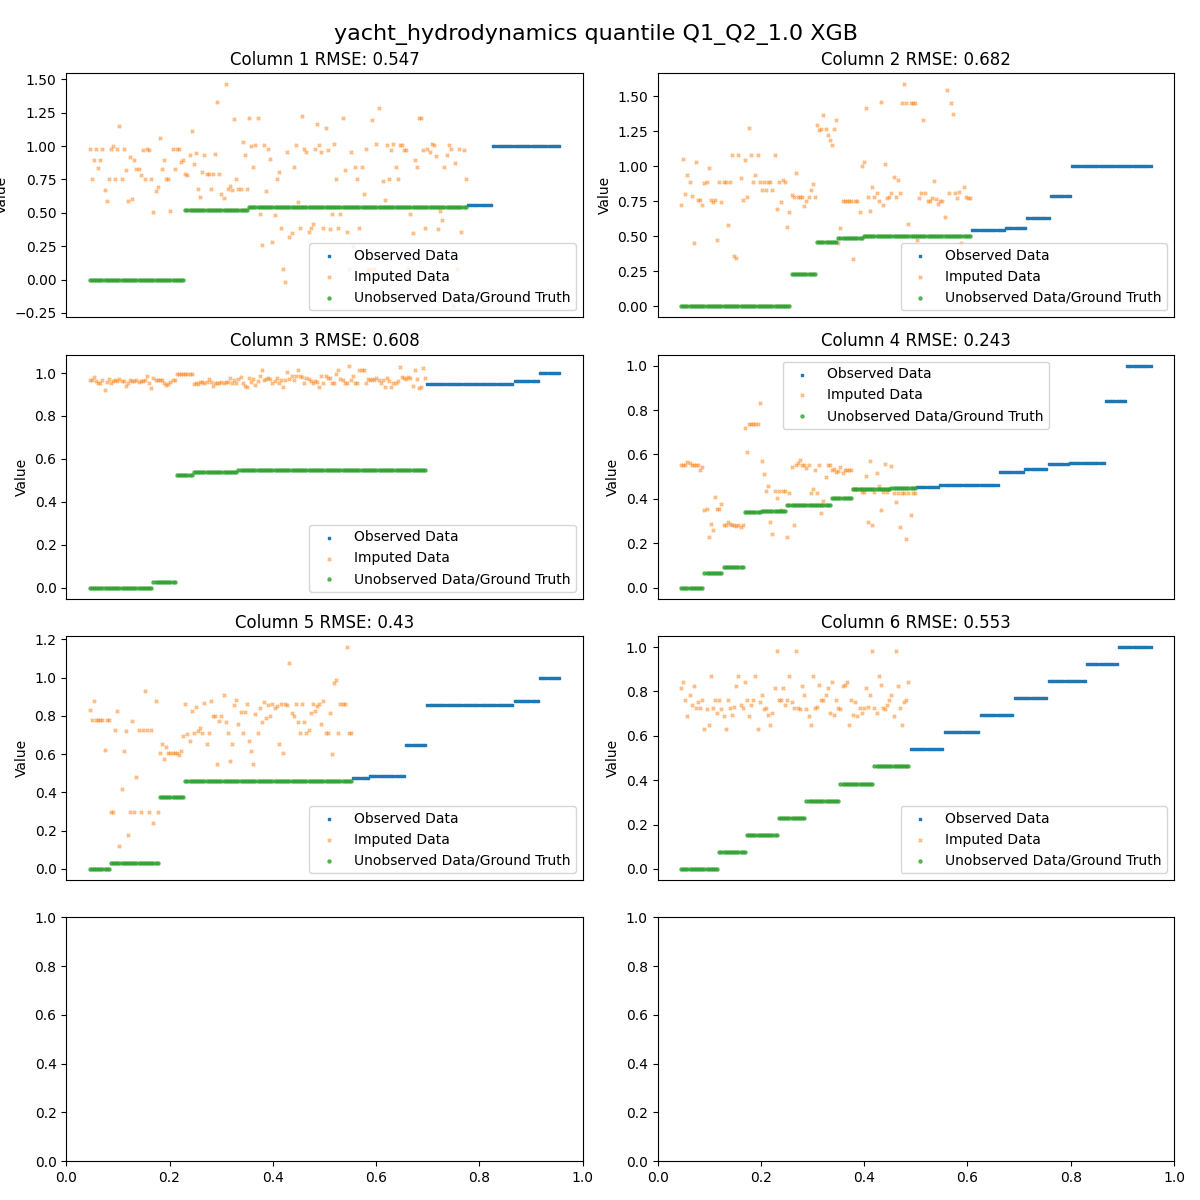 yacht_hydrodynamics quantile Q1_Q2_1.0 XGB
Column 1 RMSE: 0.547
Value
1.50
1.25
1.00
0.75
0.50
0.25
0.00
−0.25
Observed Data
Imputed Data
Unobserved Data/Ground Truth
Column 2 RMSE: 0.682
Value
1.50
1.25
1.00
0.75
0.50
0.25
0.00
Observed Data
Imputed Data
Unobserved Data/Ground Truth
Column 3 RMSE: 0.608
Value
1.0
0.8
0.6
0.4
0.2
0.0
Observed Data
Imputed Data
Unobserved Data/Ground Truth
Column 4 RMSE: 0.243
Value
1.0
0.8
0.6
0.4
0.2
0.0
Observed Data
Imputed Data
Unobserved Data/Ground Truth
Column 5 RMSE: 0.43
Value
1.2
1.0
0.8
0.6
0.4
0.2
0.0
Observed Data
Imputed Data
Unobserved Data/Ground Truth
Column 6 RMSE: 0.553
Value
1.0
0.8
0.6
0.4
0.2
0.0
Observed Data
Imputed Data
Unobserved Data/Ground Truth
1.0
0.8
0.6
0.4
0.2
0.0
0.0 0.2 0.4 0.6 0.8 1.0
1.0
0.8
0.6
0.4
0.2
0.0
0.0 0.2 0.4 0.6 0.8 1.0